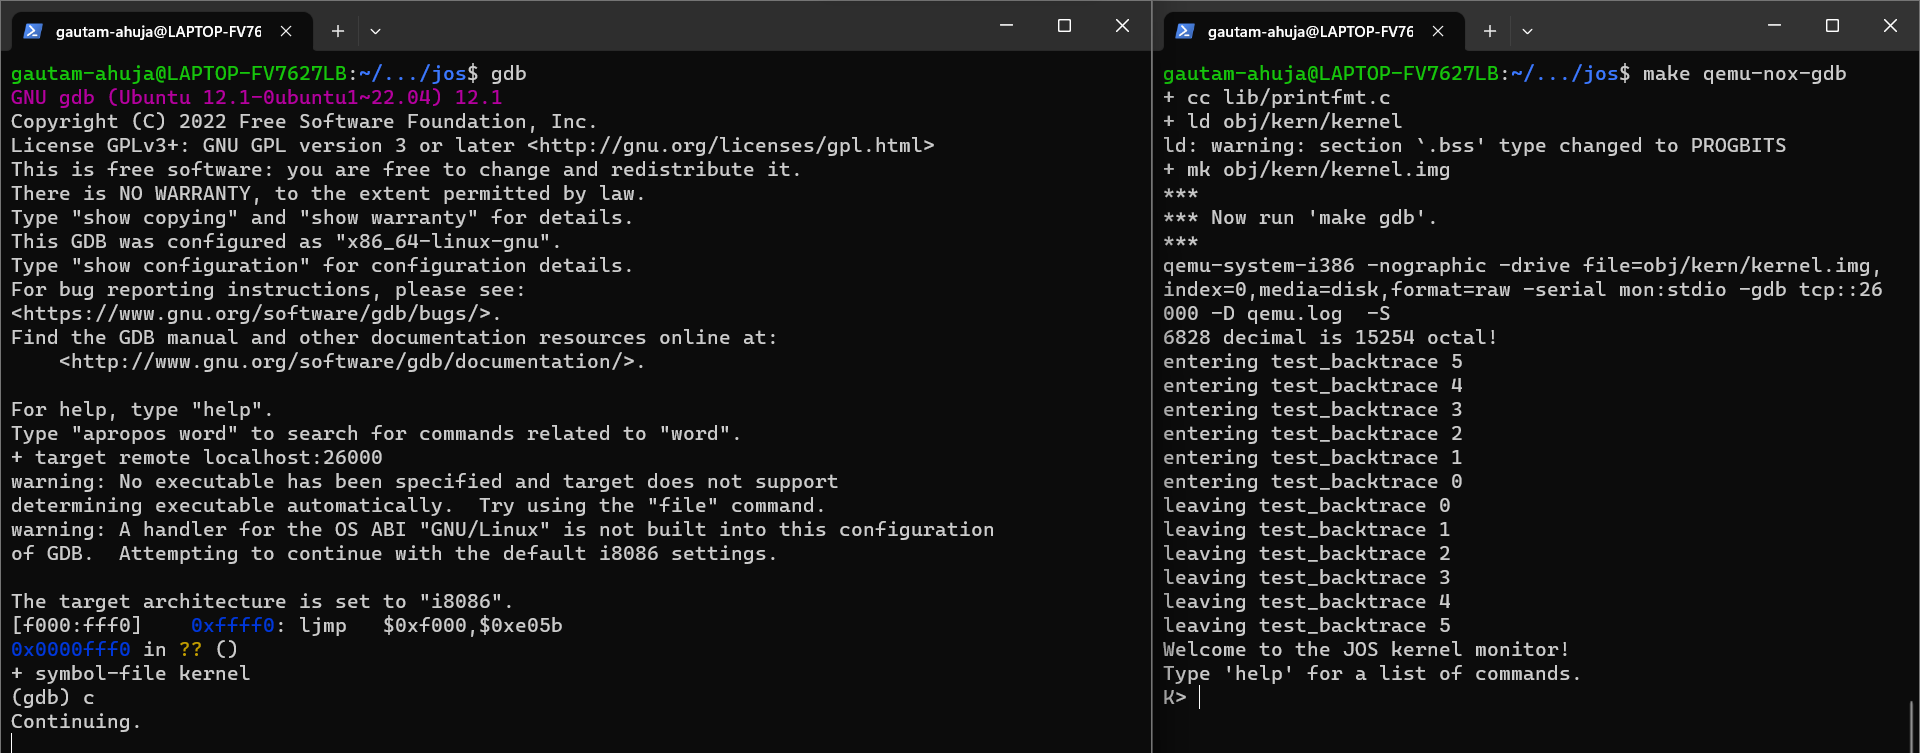 gautam-ahuja@LAPTOP-FV76
gautam-ahuja@LAPTOP-FV7627LB:~/.../jos$ gdb
GNU gdb (Ubuntu 12.1-0ubuntu1~22.04) 12.1
Copyright (C) 2022 Free Software Foundation, Inc.
License GPLv3+: GNU GPL version 3 or later <http://gnu.org/licenses/gpl.html>
This is free software: you are free to change and redistribute it.
There is NO WARRANTY, to the extent permitted by law.
Type "show copying" and "show warranty" for details.
This GDB was configured as "x86_64-linux-gnu".
Type "show configuration" for configuration details.
For bug reporting instructions, please see:
<https://www.gnu.org/software/gdb/bugs/>.
Find the GDB manual and other documentation resources online at:
    <http://www.gnu.org/software/gdb/documentation/>.

For help, type "help".
Type "apropos word" to search for commands related to "word".
+ target remote localhost:26000
warning: No executable has been specified and target does not support
determining executable automatically.  Try using the "file" command.
warning: A handler for the OS ABI "GNU/Linux" is not built into this configuration
of GDB.  Attempting to continue with the default i8086 settings.

The target architecture is set to "i8086".
[f000:fff0]    0xffff0: ljmp   $0xf000,$0xe05b
0x0000fff0 in ?? ()
+ symbol-file kernel
(gdb) c
Continuing.
gautam-ahuja@LAPTOP-FV76
gautam-ahuja@LAPTOP-FV7627LB:~/.../jos$ make qemu-nox-gdb
+ cc lib/printfmt.c
+ ld obj/kern/kernel
ld: warning: section `.bss' type changed to PROGBITS
+ mk obj/kern/kernel.img
***
*** Now run 'make gdb'.
***
qemu-system-i386 -nographic -drive file=obj/kern/kernel.img,
index=0,media=disk,format=raw -serial mon:stdio -gdb tcp::26
000 -D qemu.log  -S
6828 decimal is 15254 octal!
entering test_backtrace 5
entering test_backtrace 4
entering test_backtrace 3
entering test_backtrace 2
entering test_backtrace 1
entering test_backtrace 0
leaving test_backtrace 0
leaving test_backtrace 1
leaving test_backtrace 2
leaving test_backtrace 3
leaving test_backtrace 4
leaving test_backtrace 5
Welcome to the JOS kernel monitor!
Type 'help' for a list of commands.
K>